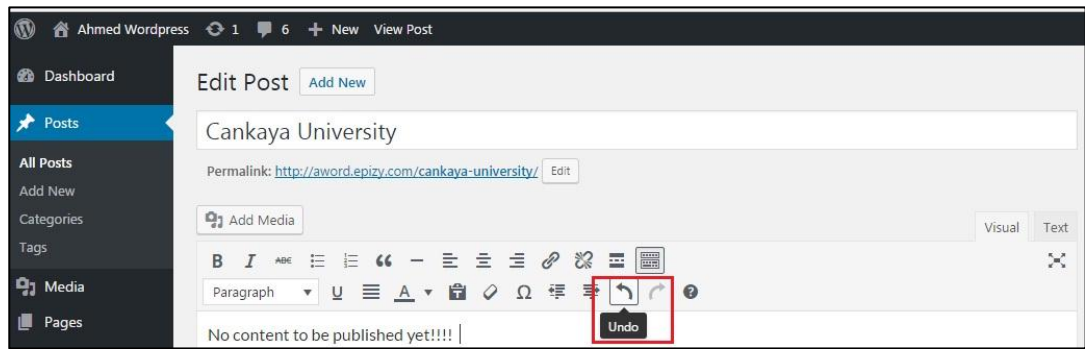 Ahmed Wordpress 1 6 + New View Post
Dashboard
Edit Post Add New
Posts
Cankaya University
All Posts
Permalink: http://aword.epizy.com/cankaya-university/ Edit
Add New
Categories
Add Media
Visual Text
Tags
B I ABC
Media
Paragraph U A Ω
Pages
Undo
No content to be published yet!!!!